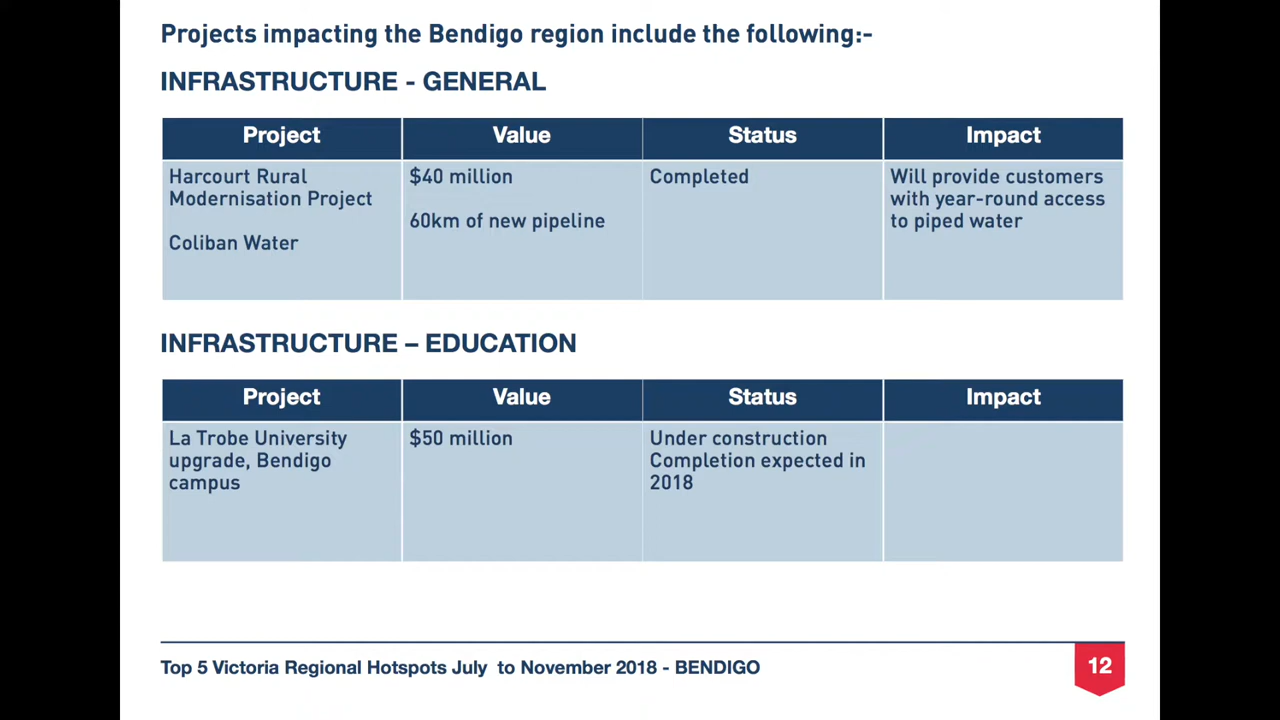 Projects impacting the Bendigo region include the following:-
INFRASTRUCTURE - GENERAL
Project Value Status Impact
Harcourt Rural
Modernisation Project
Coliban Water
$40 million
60km of new pipeline
Completed
Will provide customers
with year-round access
to piped water
INFRASTRUCTURE – EDUCATION
Project Value Status Impact
La Trobe University
upgrade, Bendigo
campus
$50 million
Under construction
Completion expected in
2018
Top 5 Victoria Regional Hotspots July to November 2018 - BENDIGO
12